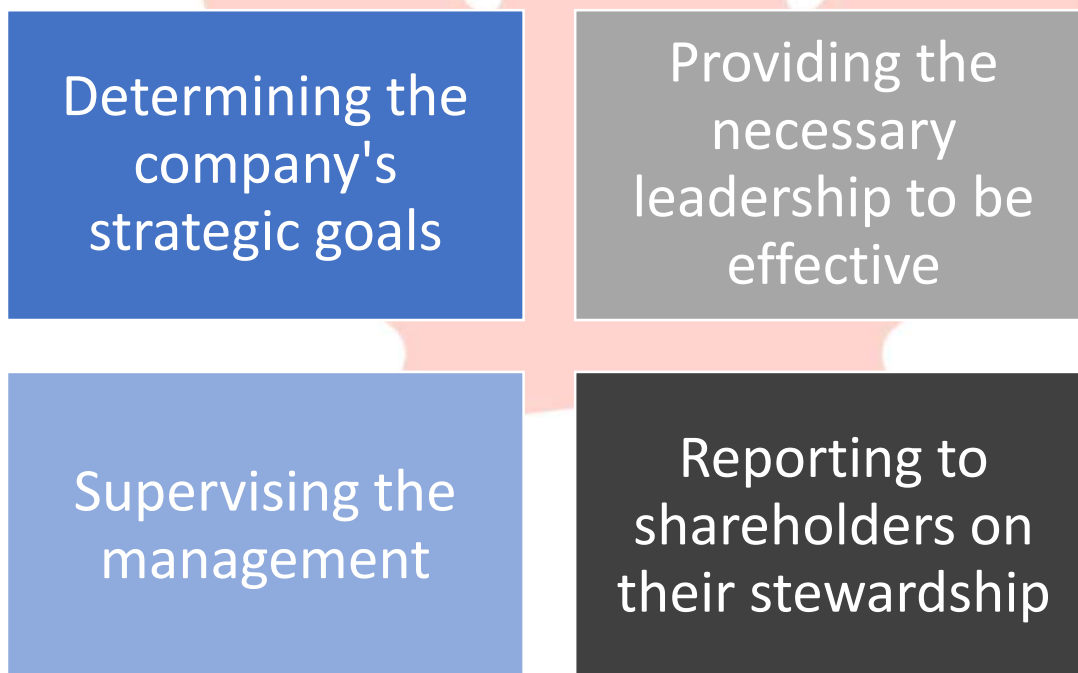 Determining the
company's
strategic goals
Providing the
necessary
leadership to be
effective
Supervising the
management
Reporting to
shareholders on
their stewardship